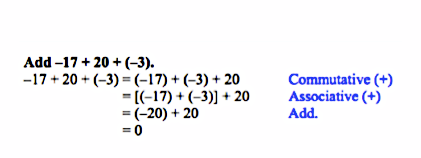 Add –17 + 20 + (–3).
–17 + 20 + (–3) = (–17) + (–3) + 20 Commutative (+)
= [(–17) + (–3)] + 20 Associative (+)
= (–20) + 20 Add.
= 0